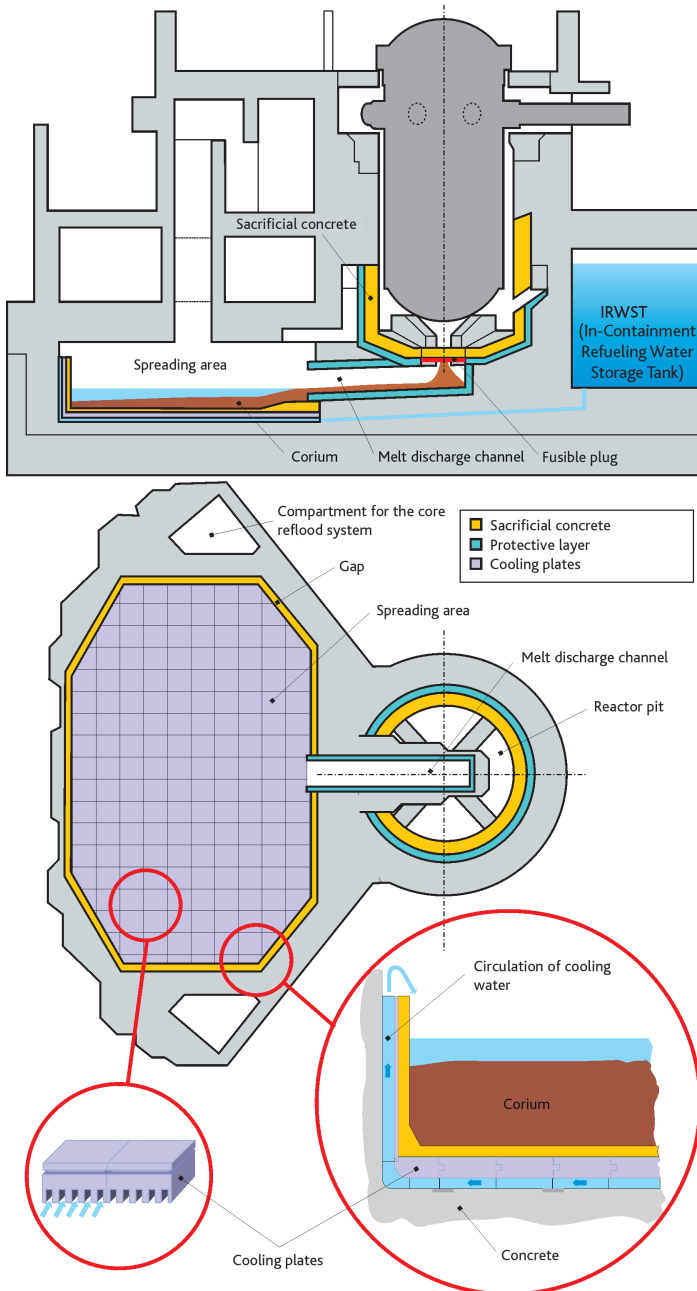 Sacrificial concrete
IRWST
(In-Containment
Refueling Water
Storage Tank)
Spreading area
Corium
Melt discharge channel
Fusible plug
Compartment for the core
reflood system
Sacrificial concrete
Protective layer
Cooling plates
Gap
Spreading area
Melt discharge channel
Reactor pit
Circulation of cooling
water
Corium
Cooling plates
Concrete